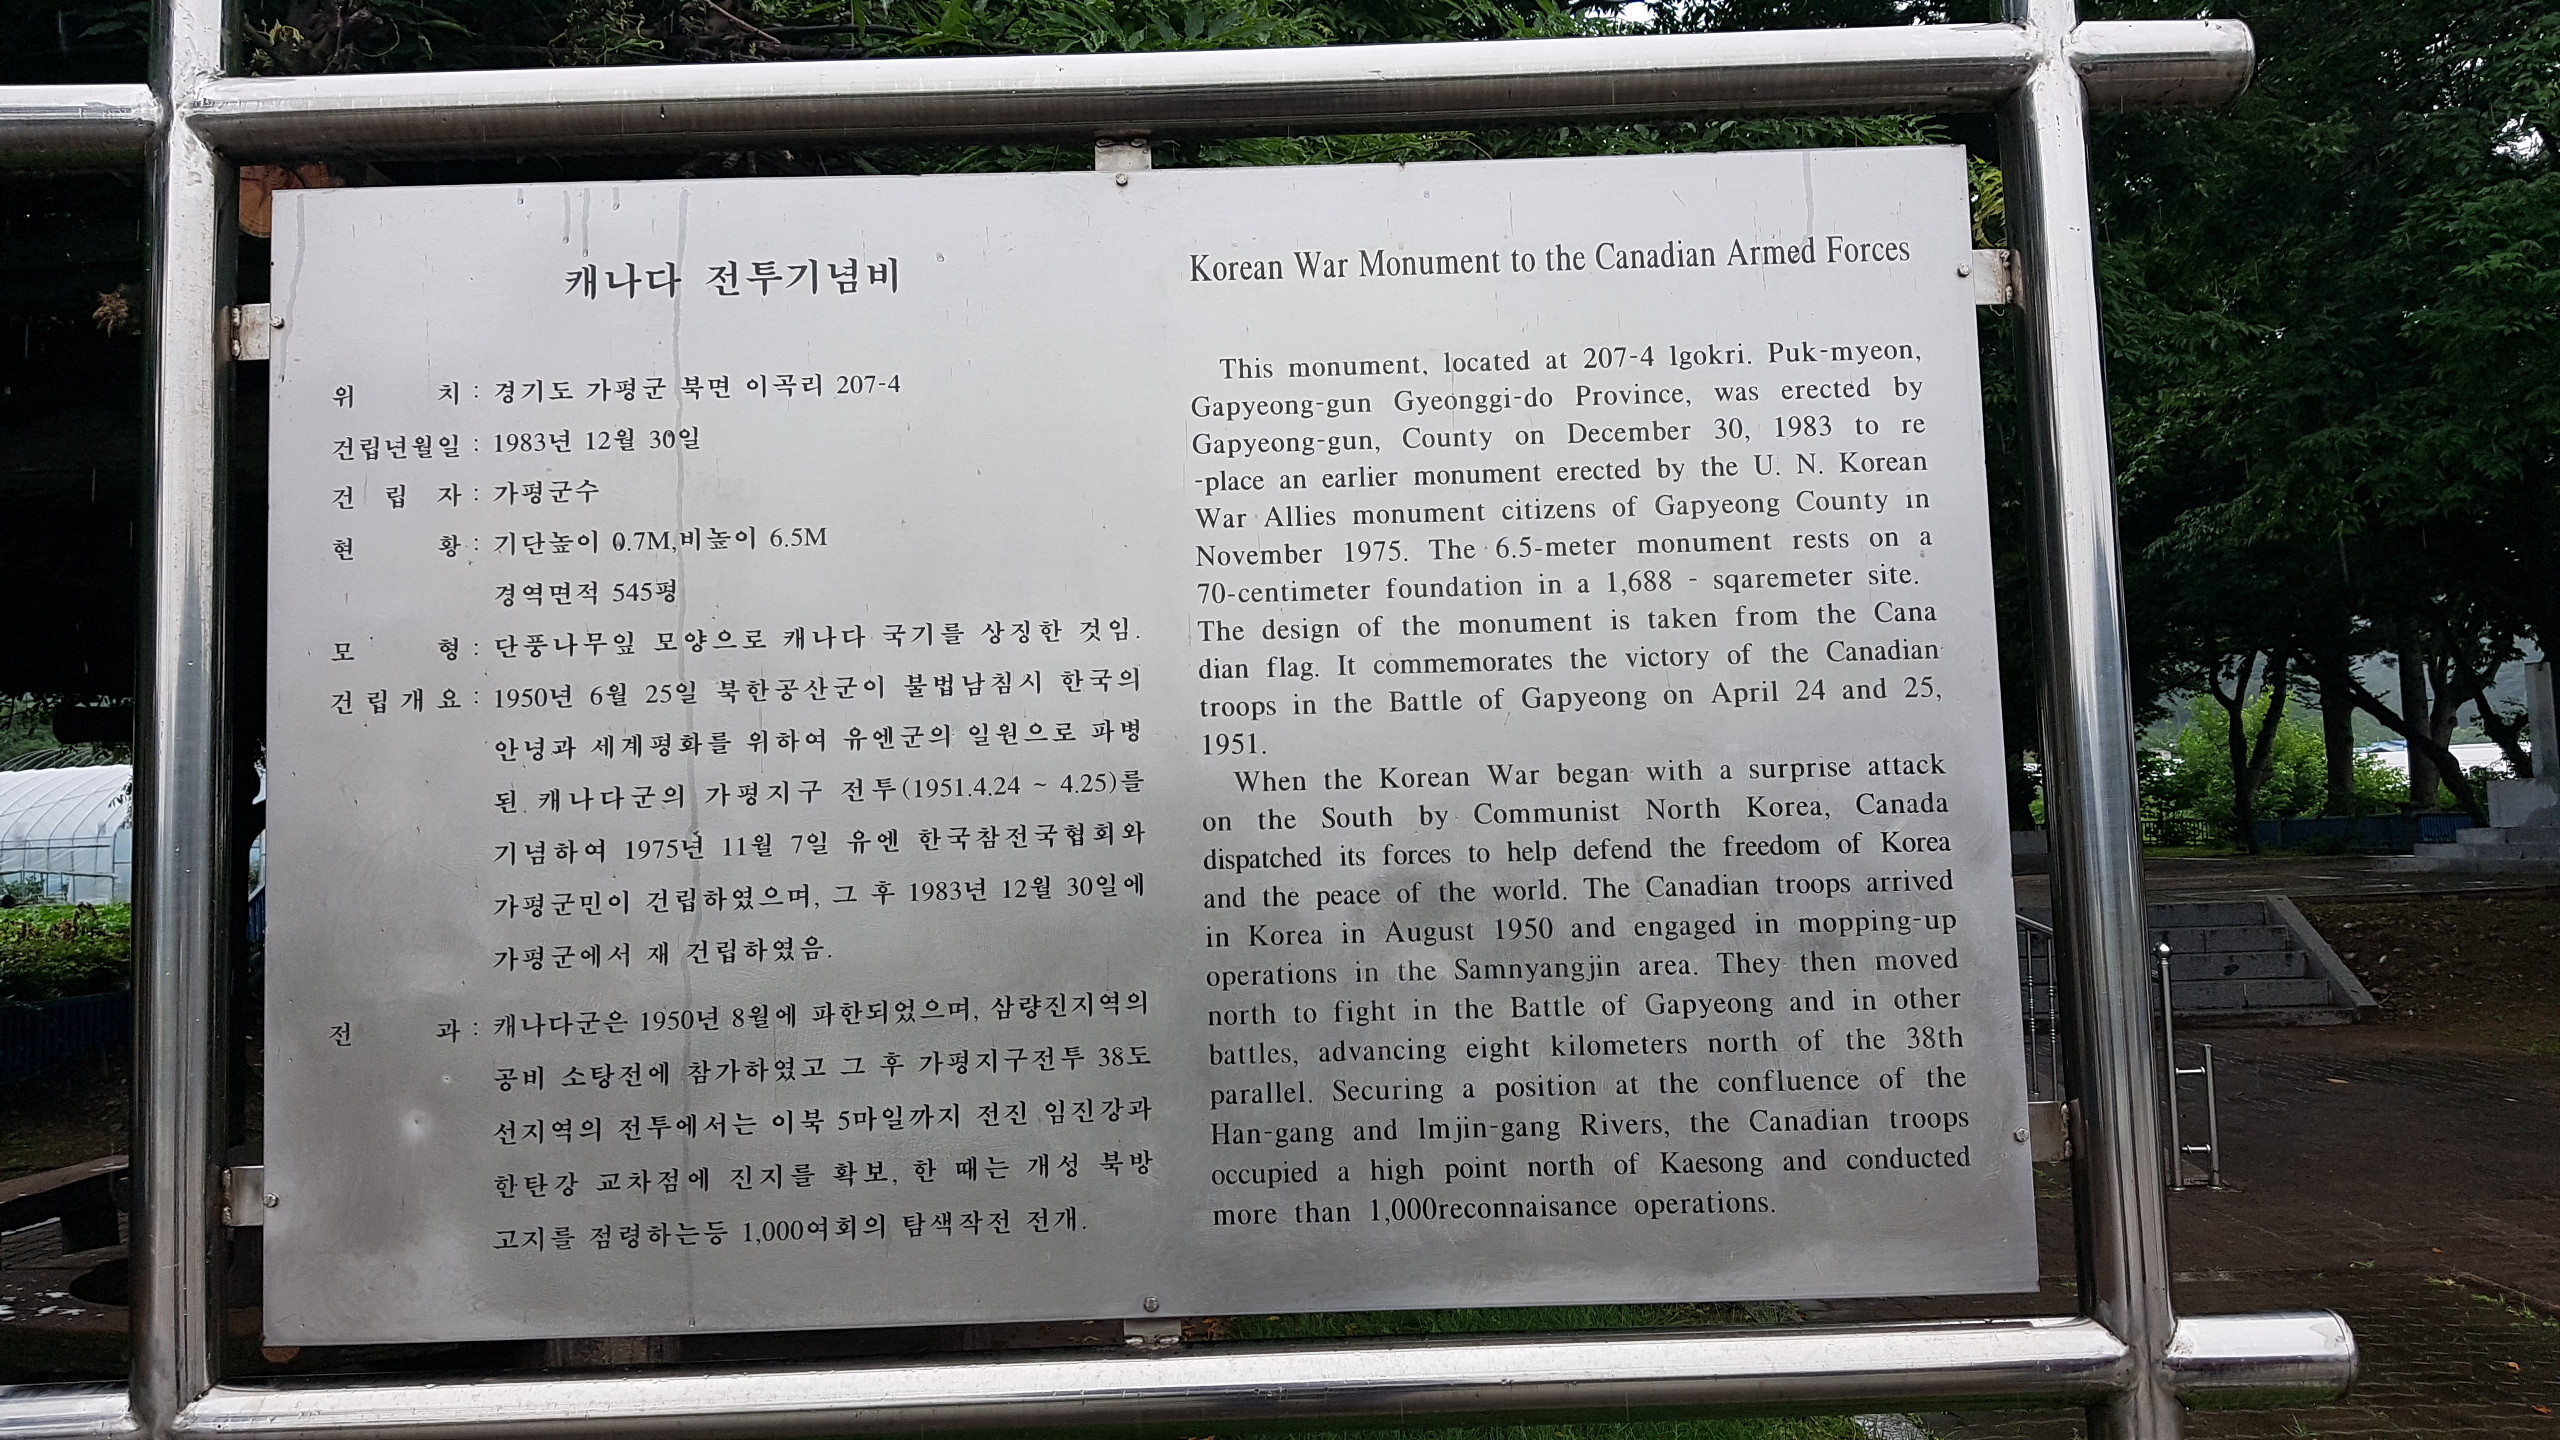 캐나다 전투기념비
위 치 : 경기도 가평군 북면 이곡리 207-4
건립년월일 : 1983년 12월 30일
건 립 자 : 가평군수
현 황 : 기단높이 0.7M,비높이 6.5M
경역면적 545평
모 형 : 단풍나무잎 모양으로 캐나다 국기를 상징한 것임.
건립개요 : 1950년 6월 25일 북한공산군이 불법남침시 한국의
안녕과 세계평화를 위하여 유엔군의 일원으로 파병
된 캐나다군의 가평지구 전투(1951.4.24 ~ 4.25)를
기념하여 1975년 11월 7일 유엔 한국참전국협회와
가평군민이 건립하였으며, 그 후 1983년 12월 30일에
가평군에서 재 건립하였음.
전 과 : 캐나다군은 1950년 8월에 파한되었으며, 삼량진지역의
공비 소탕전에 참가하였고 그 후 가평지구전투 38도
선지역의 전투에서는 이북 5마일까지 전진 임진강과
한탄강 교차점에 진지를 확보, 한 때는 개성 북방
고지를 점령하는등 1,000여회의 탐색작전 전개.
Korean War Monument to the Canadian Armed Forces
This monument, located at 207-4 lgokri. Puk-myeon,
Gapyeong-gun Gyeonggi-do Province, was erected by
Gapyeong-gun, County on December 30, 1983 to re
-place an earlier monument erected by the U. N. Korean
War Allies monument citizens of Gapyeong County in
November 1975. The 6.5-meter monument rests on a
70-centimeter foundation in a 1,688 - sqaremeter site.
The design of the monument is taken from the Cana
dian flag. It commemorates the victory of the Canadian
troops in the Battle of Gapyeong on April 24 and 25,
1951.
When the Korean War began with a surprise attack
on the South by Communist North Korea, Canada
dispatched its forces to help defend the freedom of Korea
and the peace of the world. The Canadian troops arrived
in Korea in August 1950 and engaged in mopping-up
operations in the Samnyangjin area. They then moved
north to fight in the Battle of Gapyeong and in other
battles, advancing eight kilometers north of the 38th
parallel. Securing a position at the confluence of the
Han-gang and lmjin-gang Rivers, the Canadian troops
occupied a high point north of Kaesong and conducted
more than 1,000reconnaisance operations.